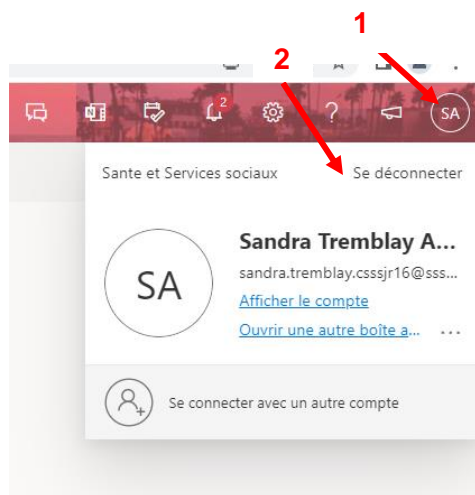 1
2
2
?
SA
Sante et Services sociaux Se déconnecter
SA
Sandra Tremblay A...
sandra.tremblay.csssjr16@sss...
Afficher le compte
Ouvrir une autre boîte a... ...
Se connecter avec un autre compte